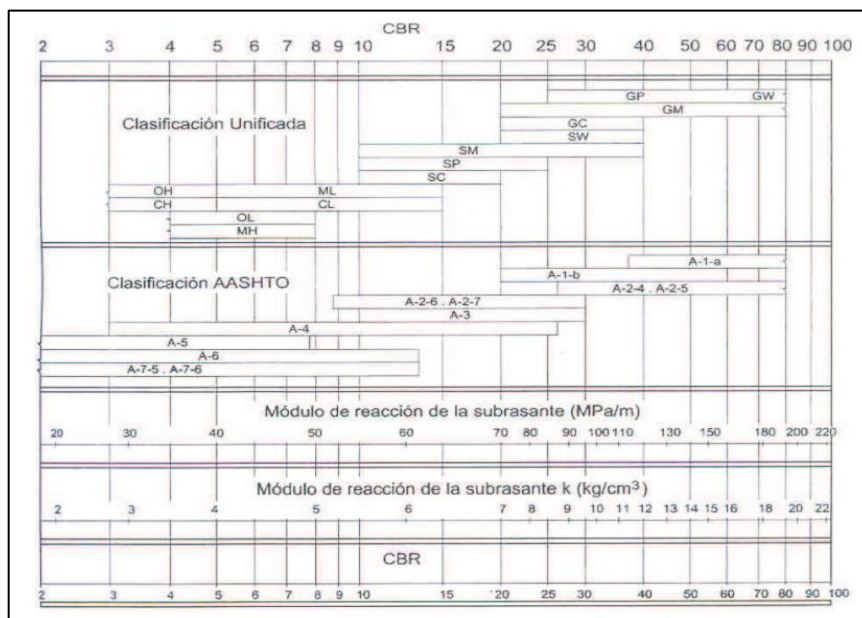 CBR
2 3 4 5 6 7 8 9 10 15 20 25 30 40 50 60 70 80 100
GP GW
GM
Clasificación Unificada
GC
SW
SM
SP
SC
OH ML
CH CL
OL
MH
A-1-a
A-1-b
Clasificación AASHTO
A-2-4 . A-2-5
A-2-6 . A-2-7
A-3
A-4
A-5
A-6
A-7-5 . A-7-6
Módulo de reacción de la subrasante (MPa/m)
20 30 40 50 60 70 80 90 100 110 130 150 180 200 220
Módulo de reacción de la subrasante k (kg/cm³)
2 3 4 5 6 7 8 9 10 11 12 13 14 15 16 18 20 22
CBR
2 3 4 5 6 7 8 9 10 15 20 25 30 40 50 60 70 80 90 100